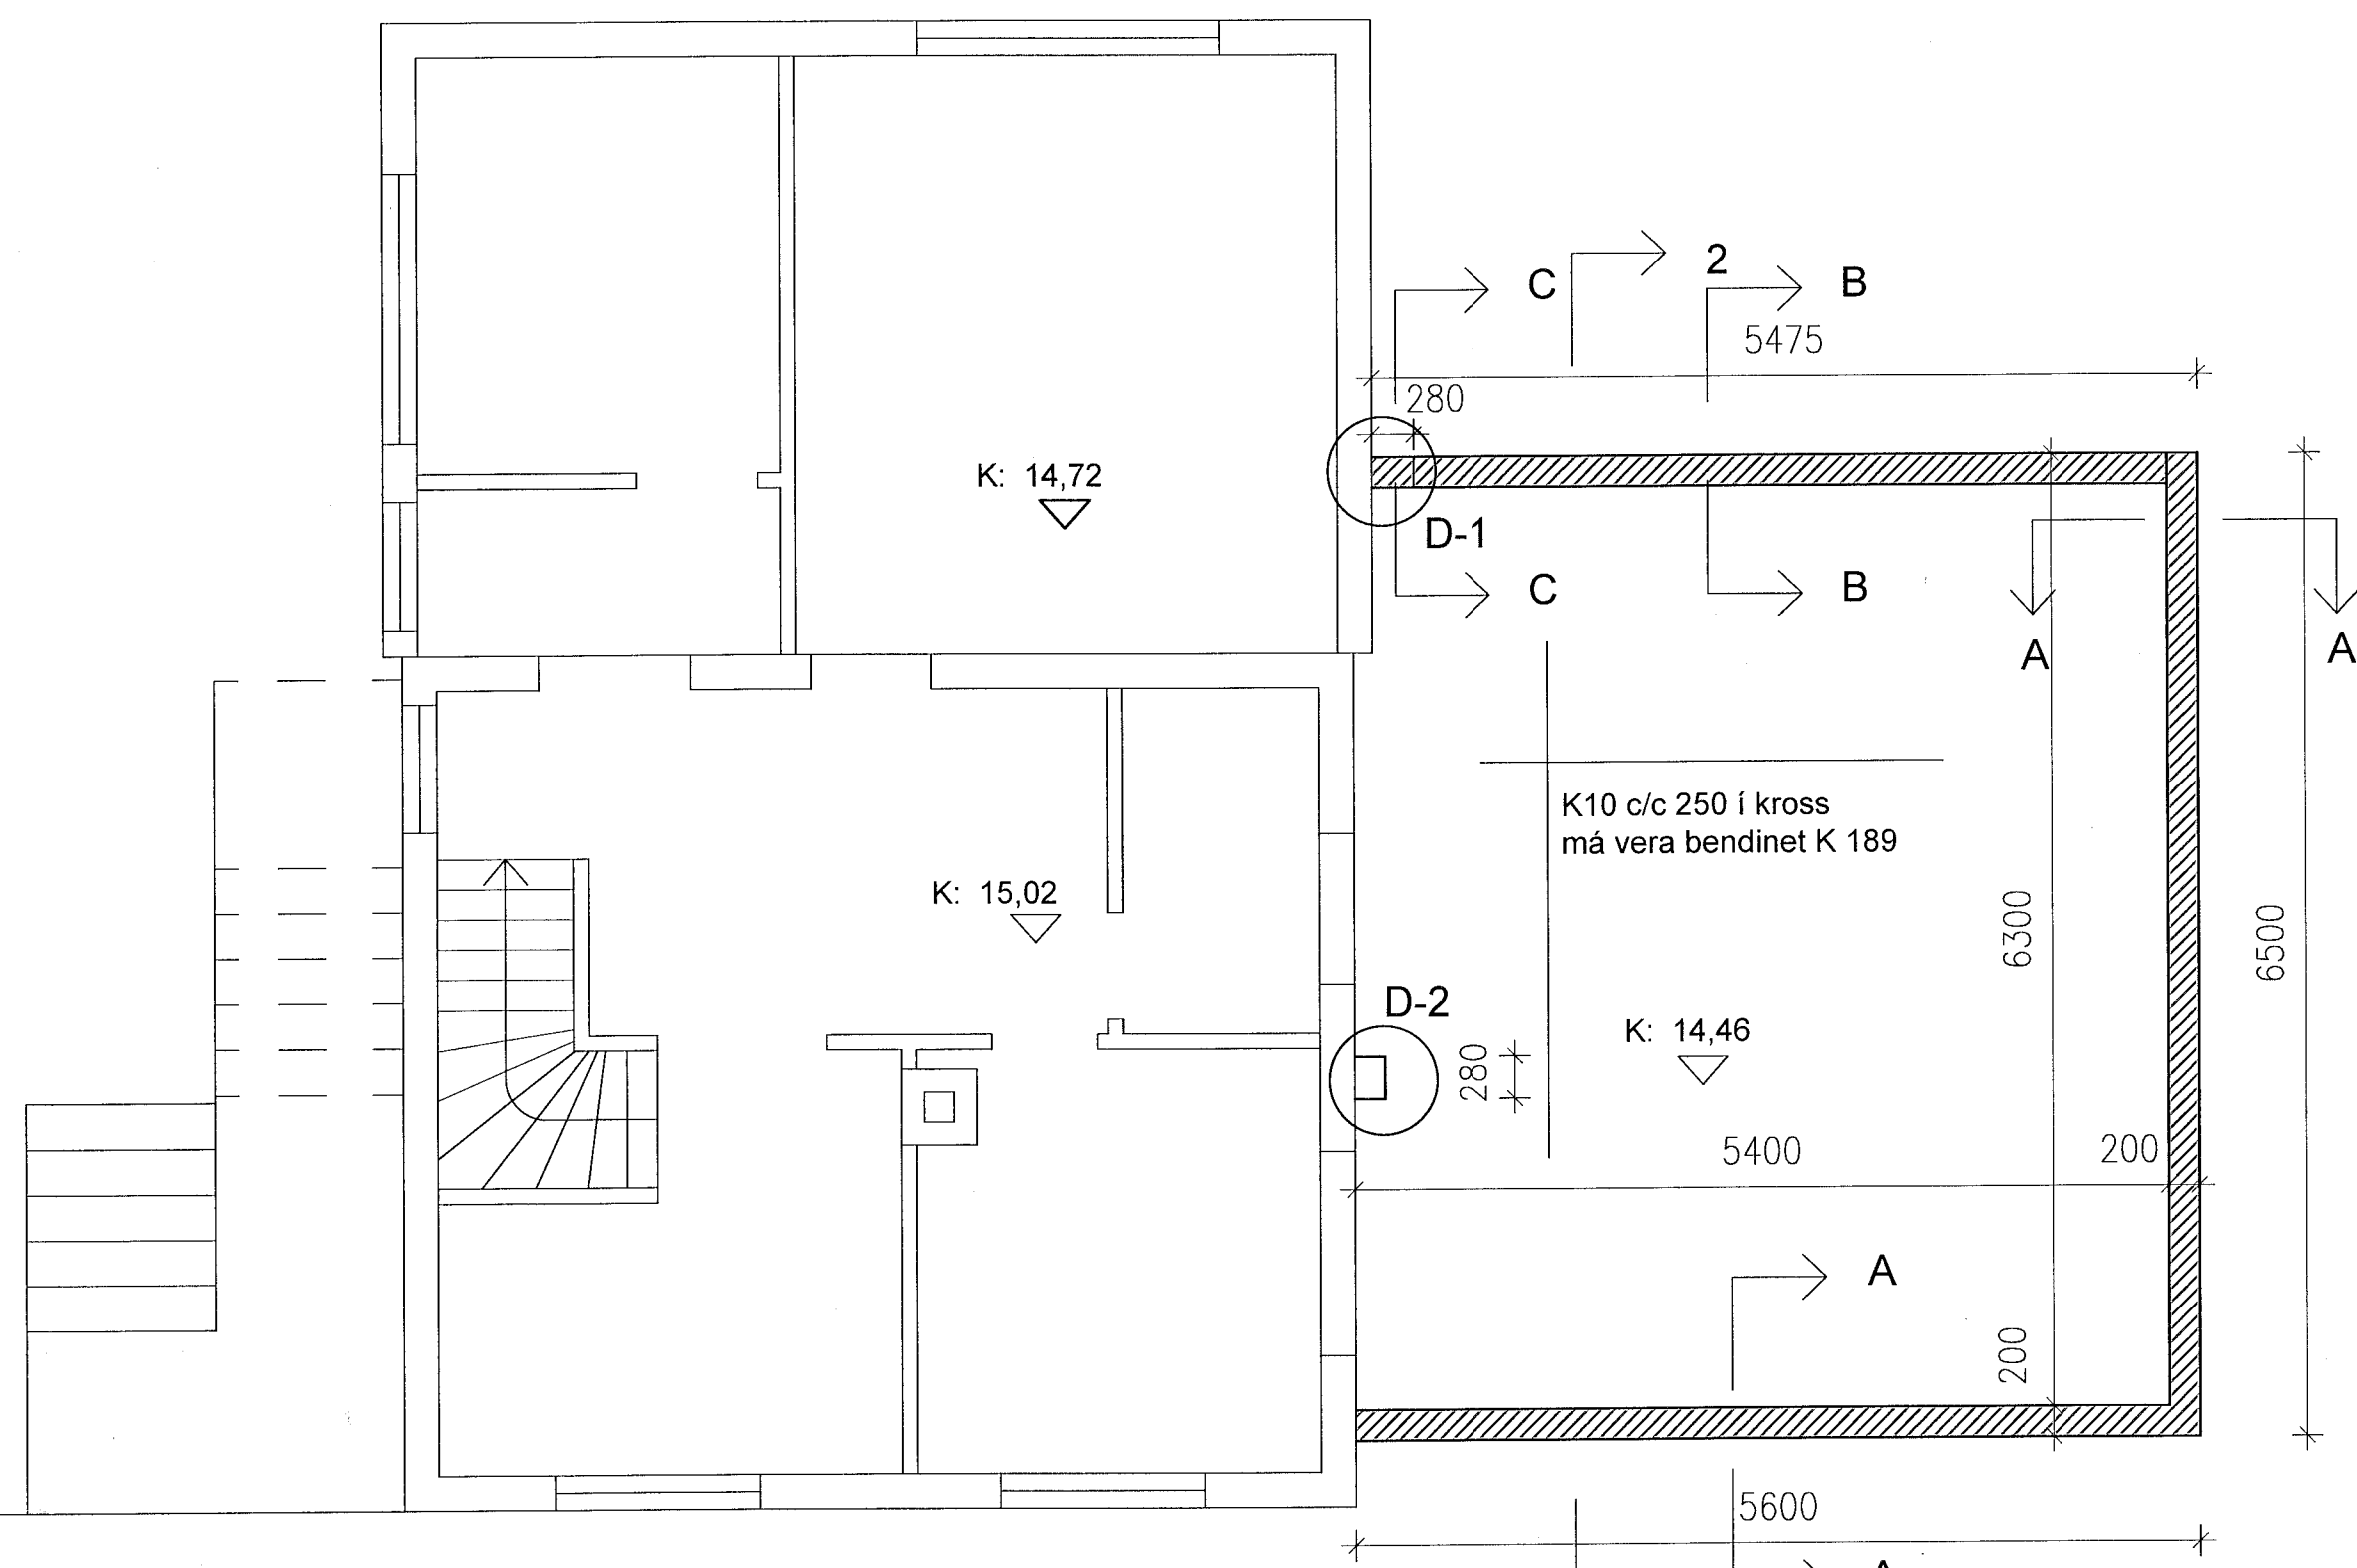 2
C
B
5475
280
K: 14,72
D-1
C
B
A
A
K10 c/c 250 í kross
má vera bendinet K 189
K: 15,02
6300
6500
D-2
K: 14,46
280
5400
200
A
200
5600